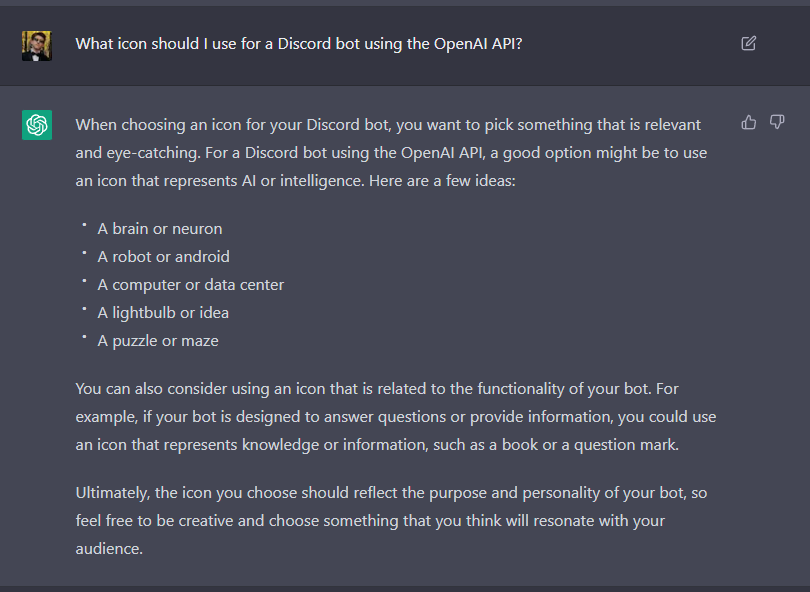 What icon should I use for a Discord bot using the OpenAI API?
When choosing an icon for your Discord bot, you want to pick something that is relevant
and eye-catching. For a Discord bot using the OpenAI API, a good option might be to use
an icon that represents AI or intelligence. Here are a few ideas:
• A brain or neuron
• A robot or android
• A computer or data center
• A lightbulb or idea
• A puzzle or maze
You can also consider using an icon that is related to the functionality of your bot. For
example, if your bot is designed to answer questions or provide information, you could use
an icon that represents knowledge or information, such as a book or a question mark.
Ultimately, the icon you choose should reflect the purpose and personality of your bot, so
feel free to be creative and choose something that you think will resonate with your
audience.